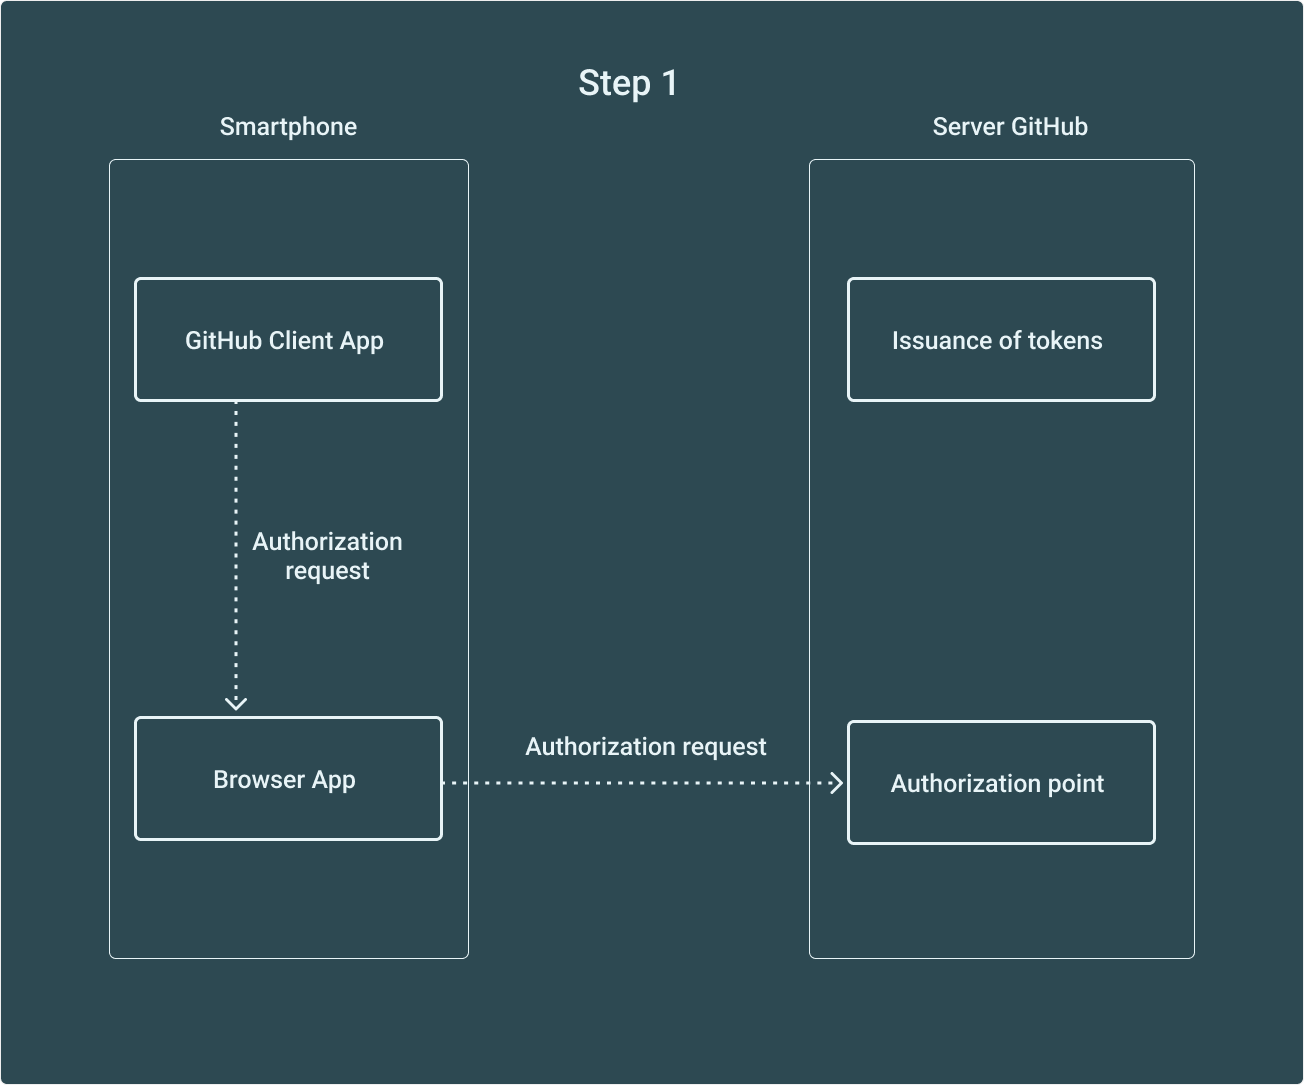 Step 1
Smartphone
Server GitHub
GitHub Client App
Issuance of tokens
Authorization
request
Authorization request
Browser App
Authorization point